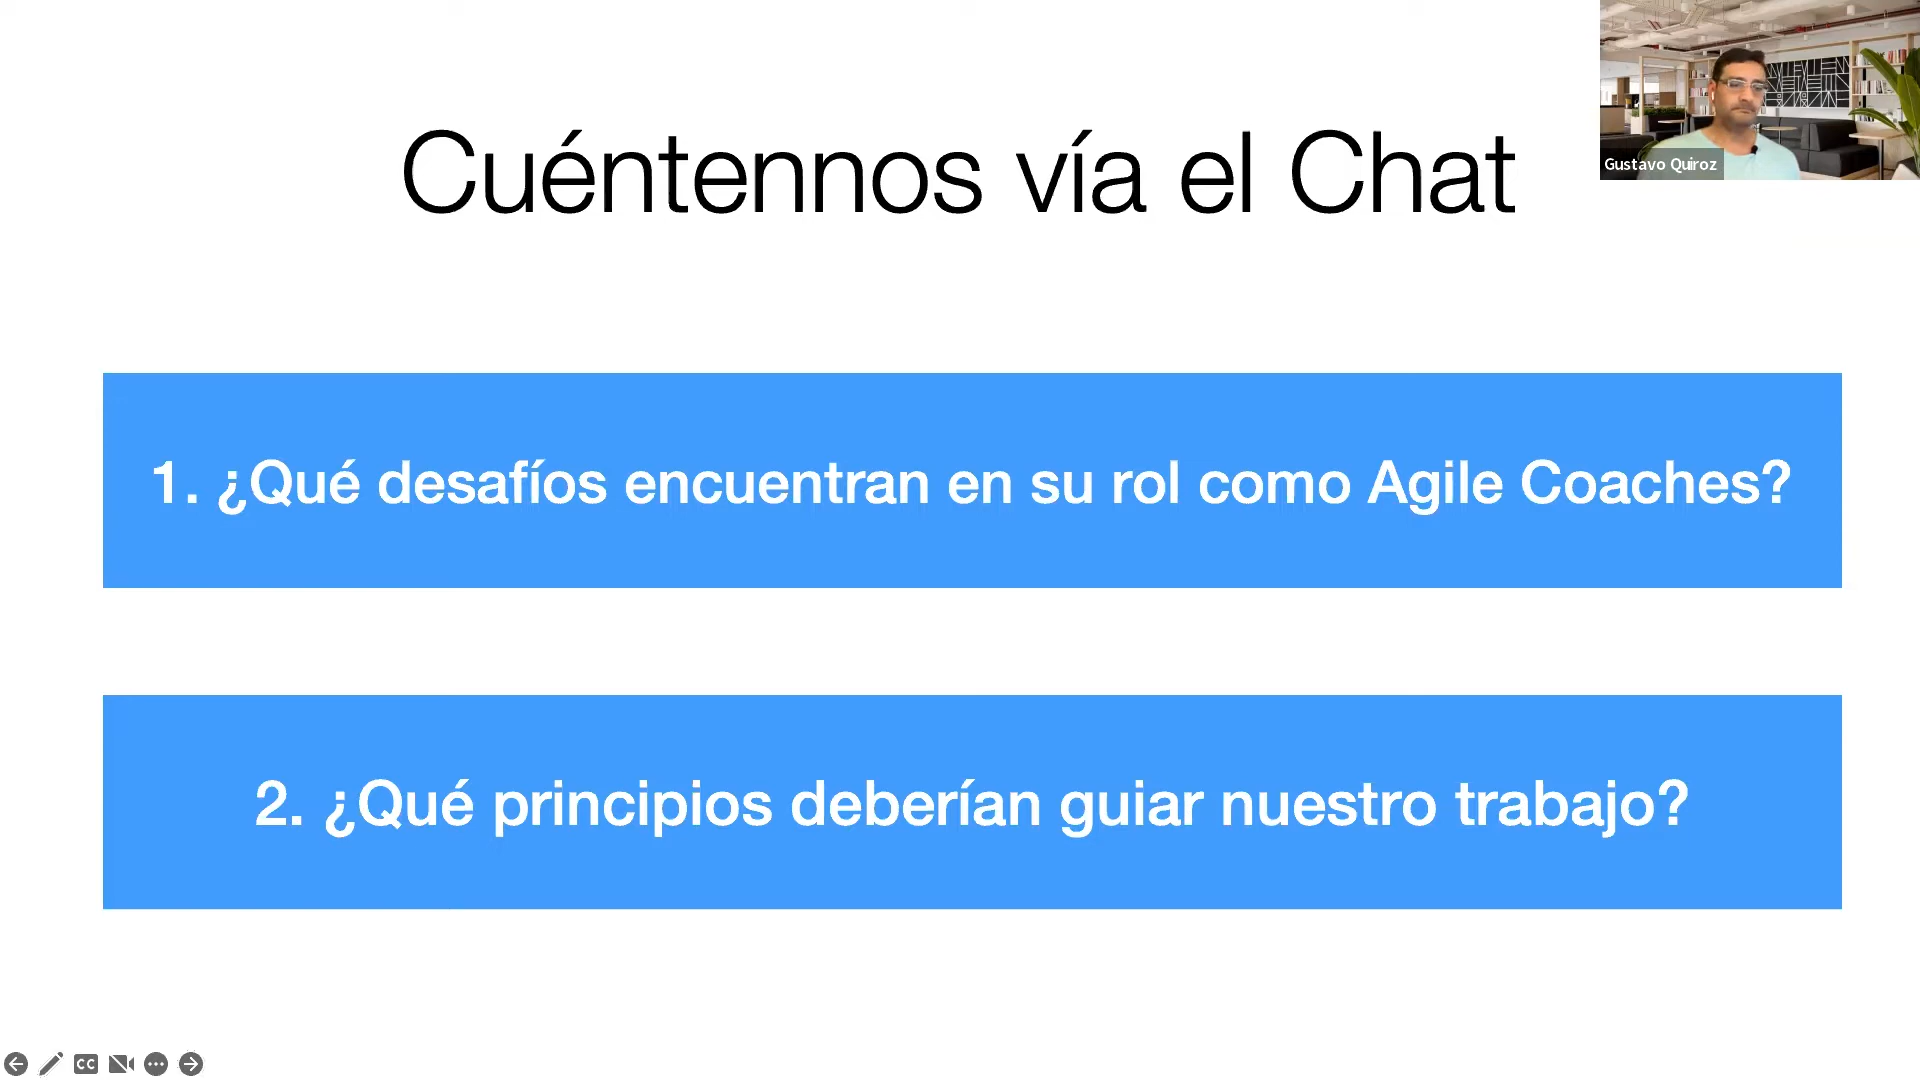 Cuéntennos vía el Chat
Gustavo Quiroz
1. ¿Qué desafíos encuentran en su rol como Agile Coaches?
2. ¿Qué principios deberían guiar nuestro trabajo?
CC